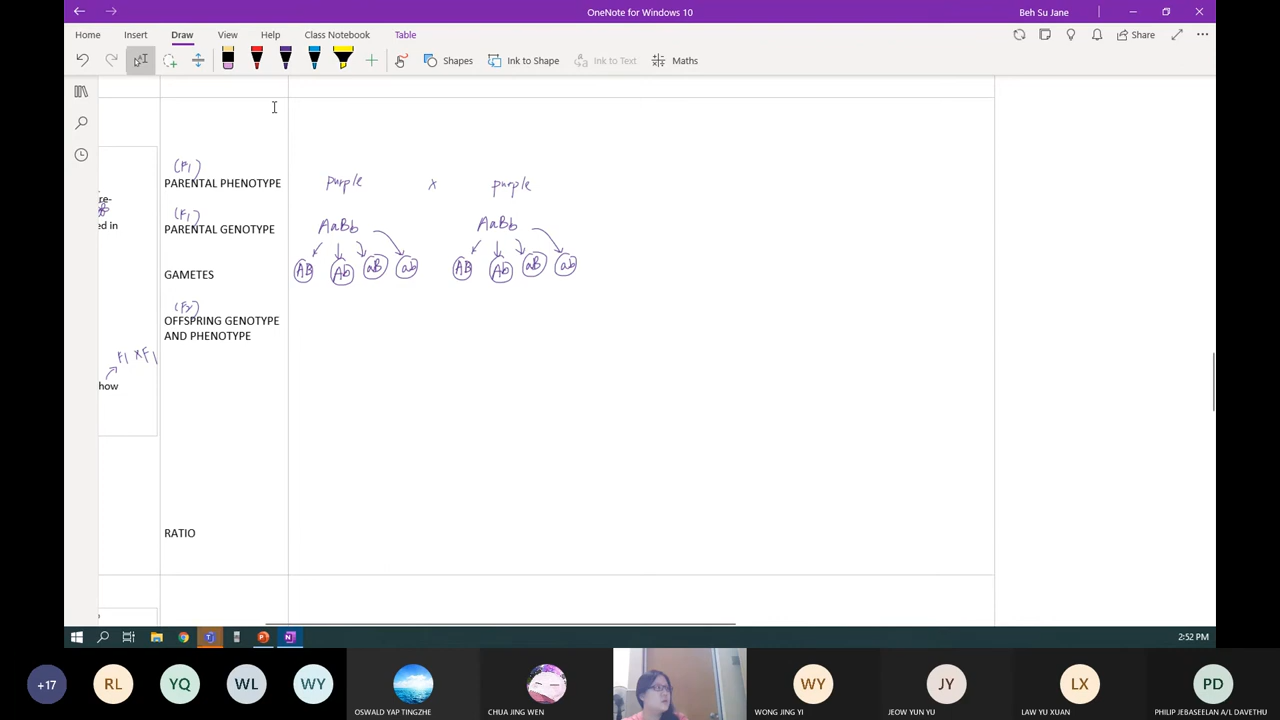 OneNote for Windows 10
Beh Su Jane
Home Insert Draw View Help Class Notebook Table
Share
Shapes Ink to Shape Ink to Text Maths
(F1)
PARENTAL PHENOTYPE purple x purple
re-
ed in
(F1)
PARENTAL GENOTYPE AaBb AaBb
GAMETES AB Ab aB ab AB Ab aB ab
(F2)
OFFSPRING GENOTYPE
AND PHENOTYPE
F1 x F1
how
RATIO
2:52 PM
+17 RL YQ WL WY OSWALD YAP TINGZHE CHUA JING WEN WY WONG JING YI JY JEOW YUN YU LX LAW YU XUAN PD PHILIP JEBASEELAN A/L DAVETHU